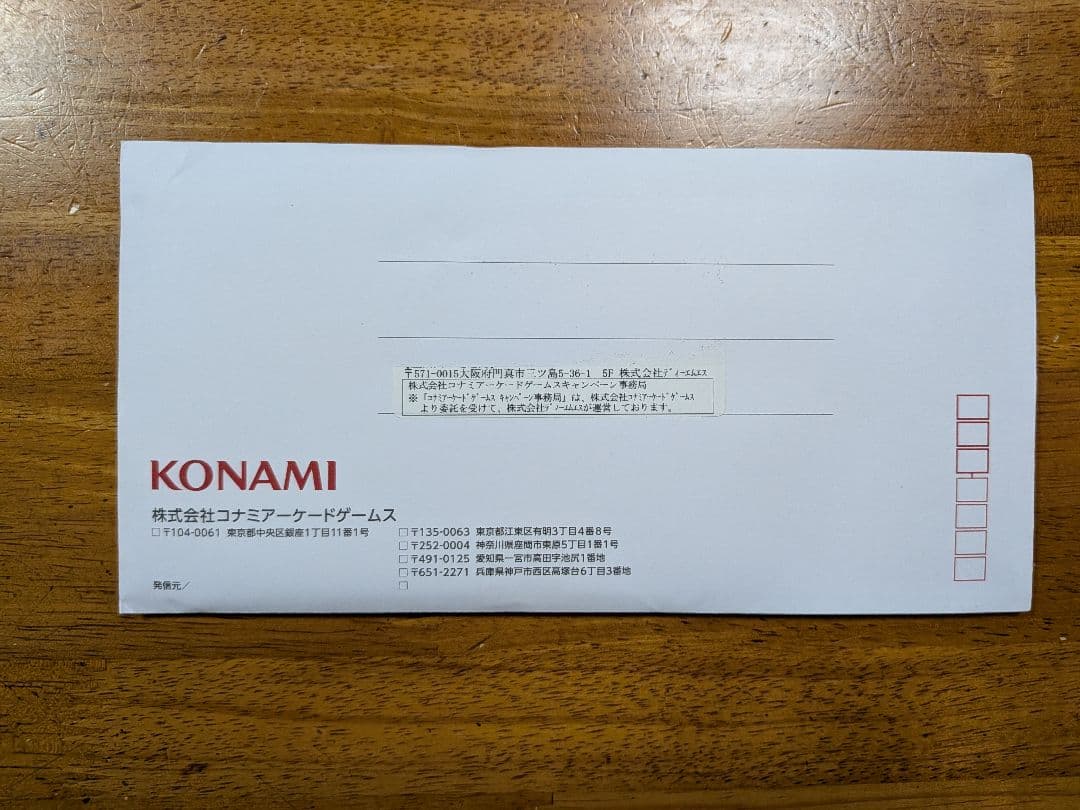 〒571-0015大阪府門真市三ツ島5-36-1 5F 株式会社ディーエムエス
株式会社コナミアーケードゲームスキャンペーン事務局
※「コナミアーケードゲームス キャンペーン事務局」は、株式会社コナミアーケードゲームス
より委託を受けて、株式会社ディーエムエスが運営しております。
KONAMI
株式会社コナミアーケードゲームス
□〒104-0061 東京都中央区銀座1丁目11番1号
□〒135-0063 東京都江東区有明3丁目4番8号
□〒252-0004 神奈川県座間市東原5丁目1番1号
□〒491-0125 愛知県一宮市高田字池尻1番地
□〒651-2271 兵庫県神戸市西区高塚台6丁目3番地
□
発信元/